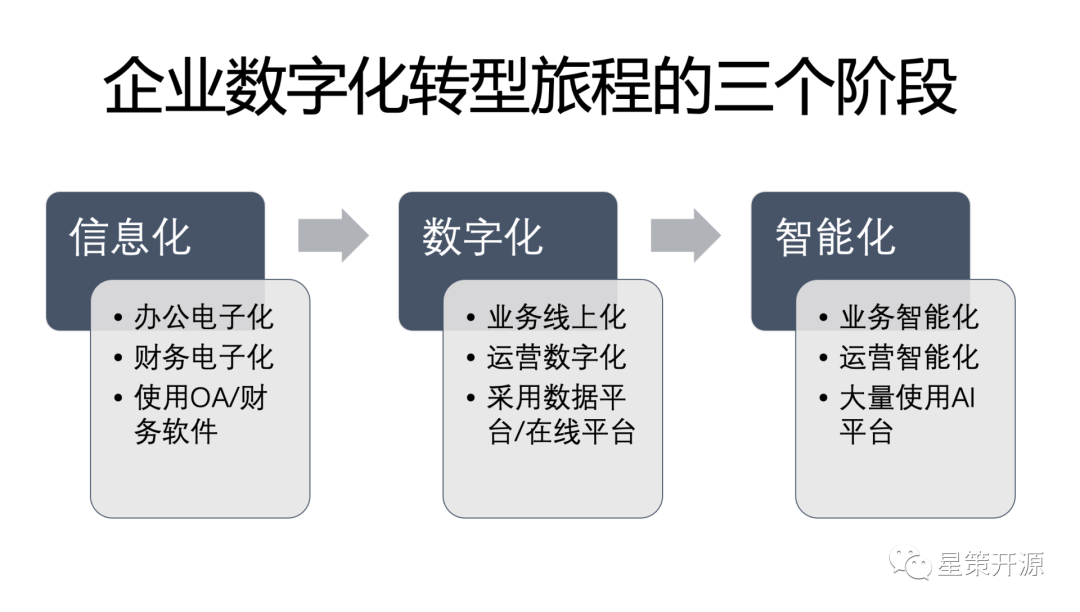 企业数字化转型旅程的三个阶段
信息化
• 办公电子化
• 财务电子化
• 使用OA/财
务软件
数字化
• 业务线上化
• 运营数字化
• 采用数据平
台/在线平台
智能化
• 业务智能化
• 运营智能化
• 大量使用AI
平台
星策开源